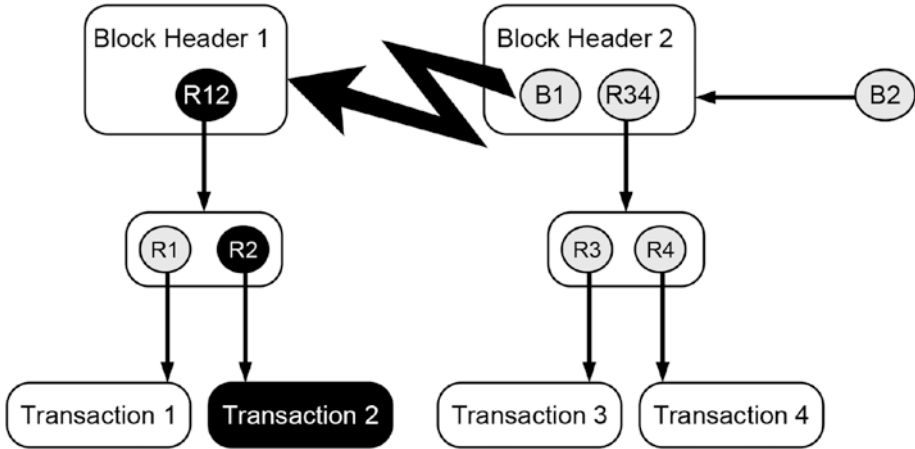 Block Header 1
Block Header 2
R12
B1
R34
B2
R1
R2
R3
R4
Transaction 1
Transaction 2
Transaction 3
Transaction 4